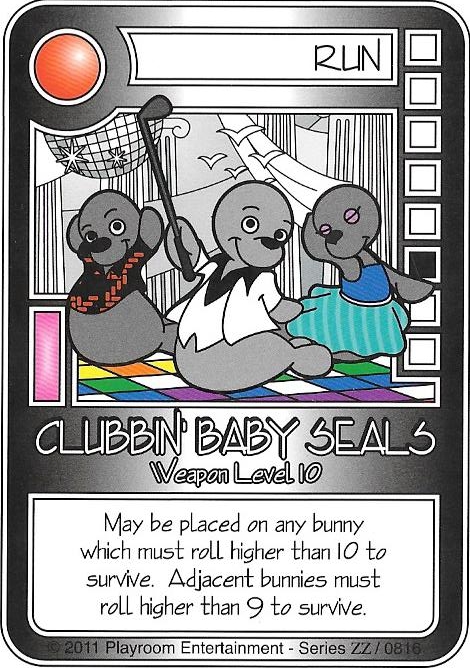 RUN
CLUBBIN' BABY SEALS
Weapon Level 10
May be placed on any bunny
which must roll higher than 10 to
survive. Adjacent bunnies must
roll higher than 9 to survive.
© 2011 Playroom Entertainment - Series ZZ / 0816